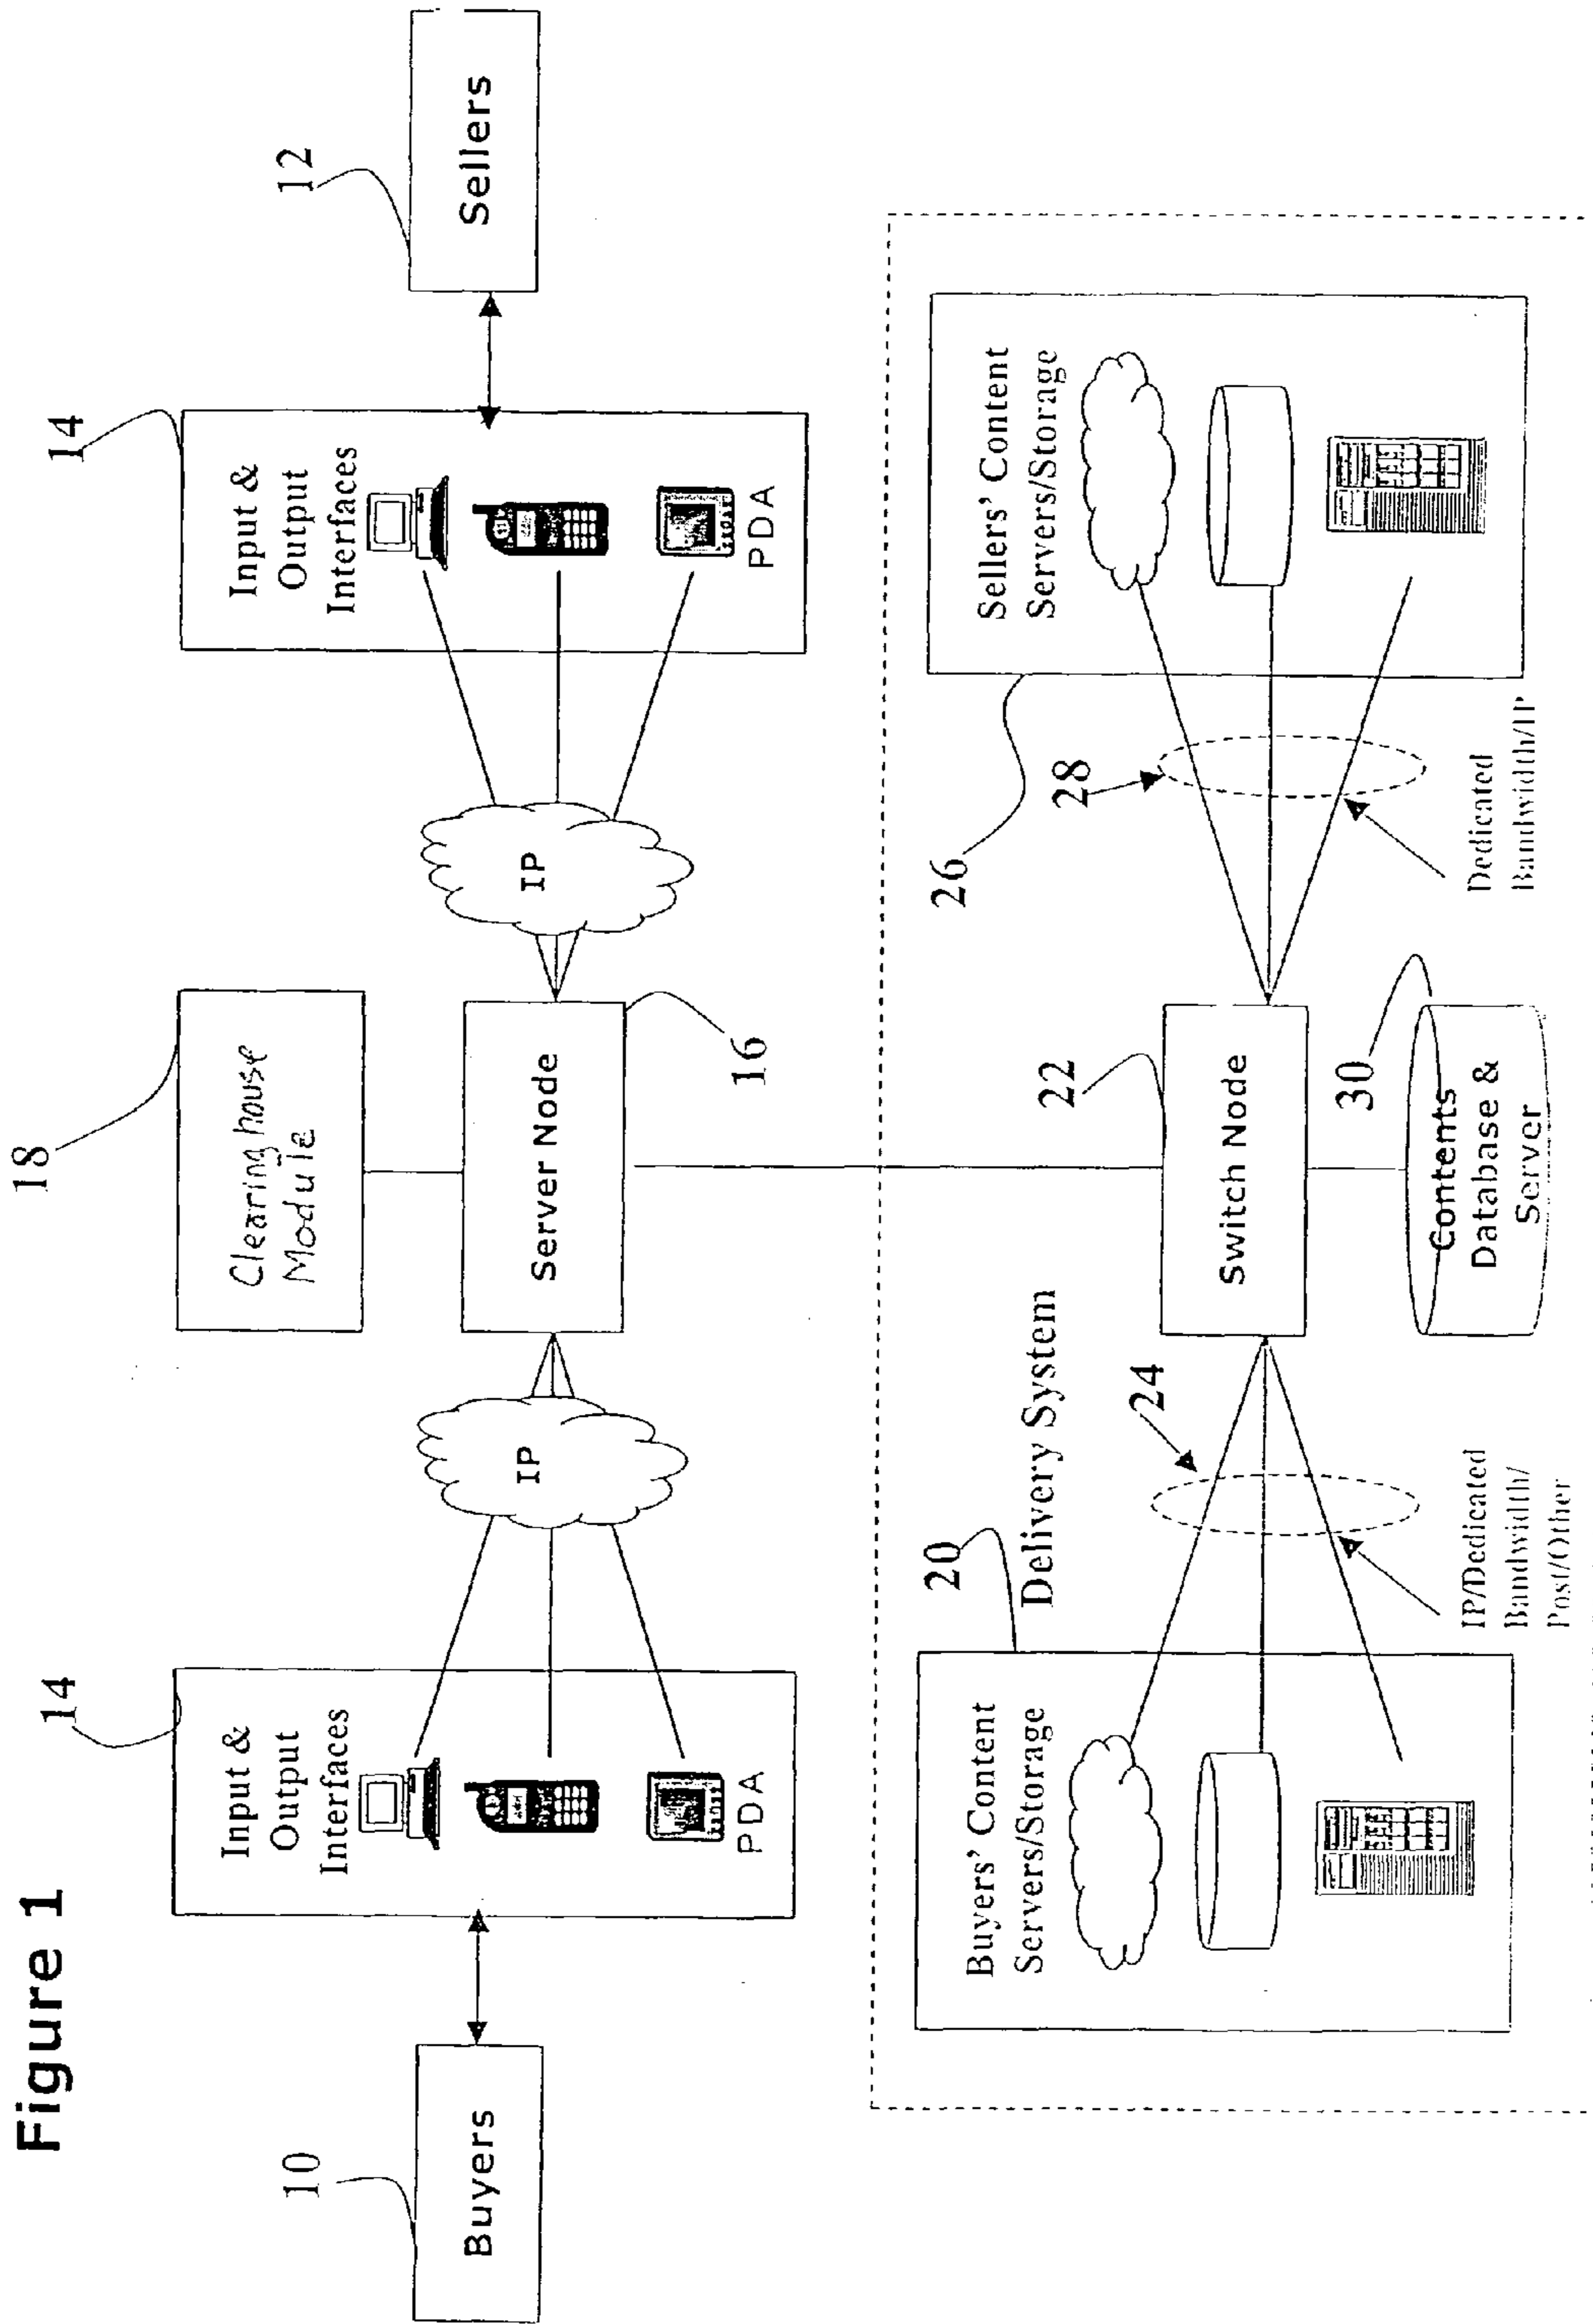 Figure 1
18
Clearing house
Module
14
Input &
Output
Interfaces
PDA
14
Input &
Output
Interfaces
PDA
10
Buyers
IP
Server Node
16
IP
12
Sellers
Delivery System
20
Buyers' Content
Servers/Storage
24
IP/Dedicated
Bandwidth/
Post/Other
22
Switch Node
30
Contents
Database &
Server
28
Dedicated
Bandwidth/IP
26
Sellers' Content
Servers/Storage